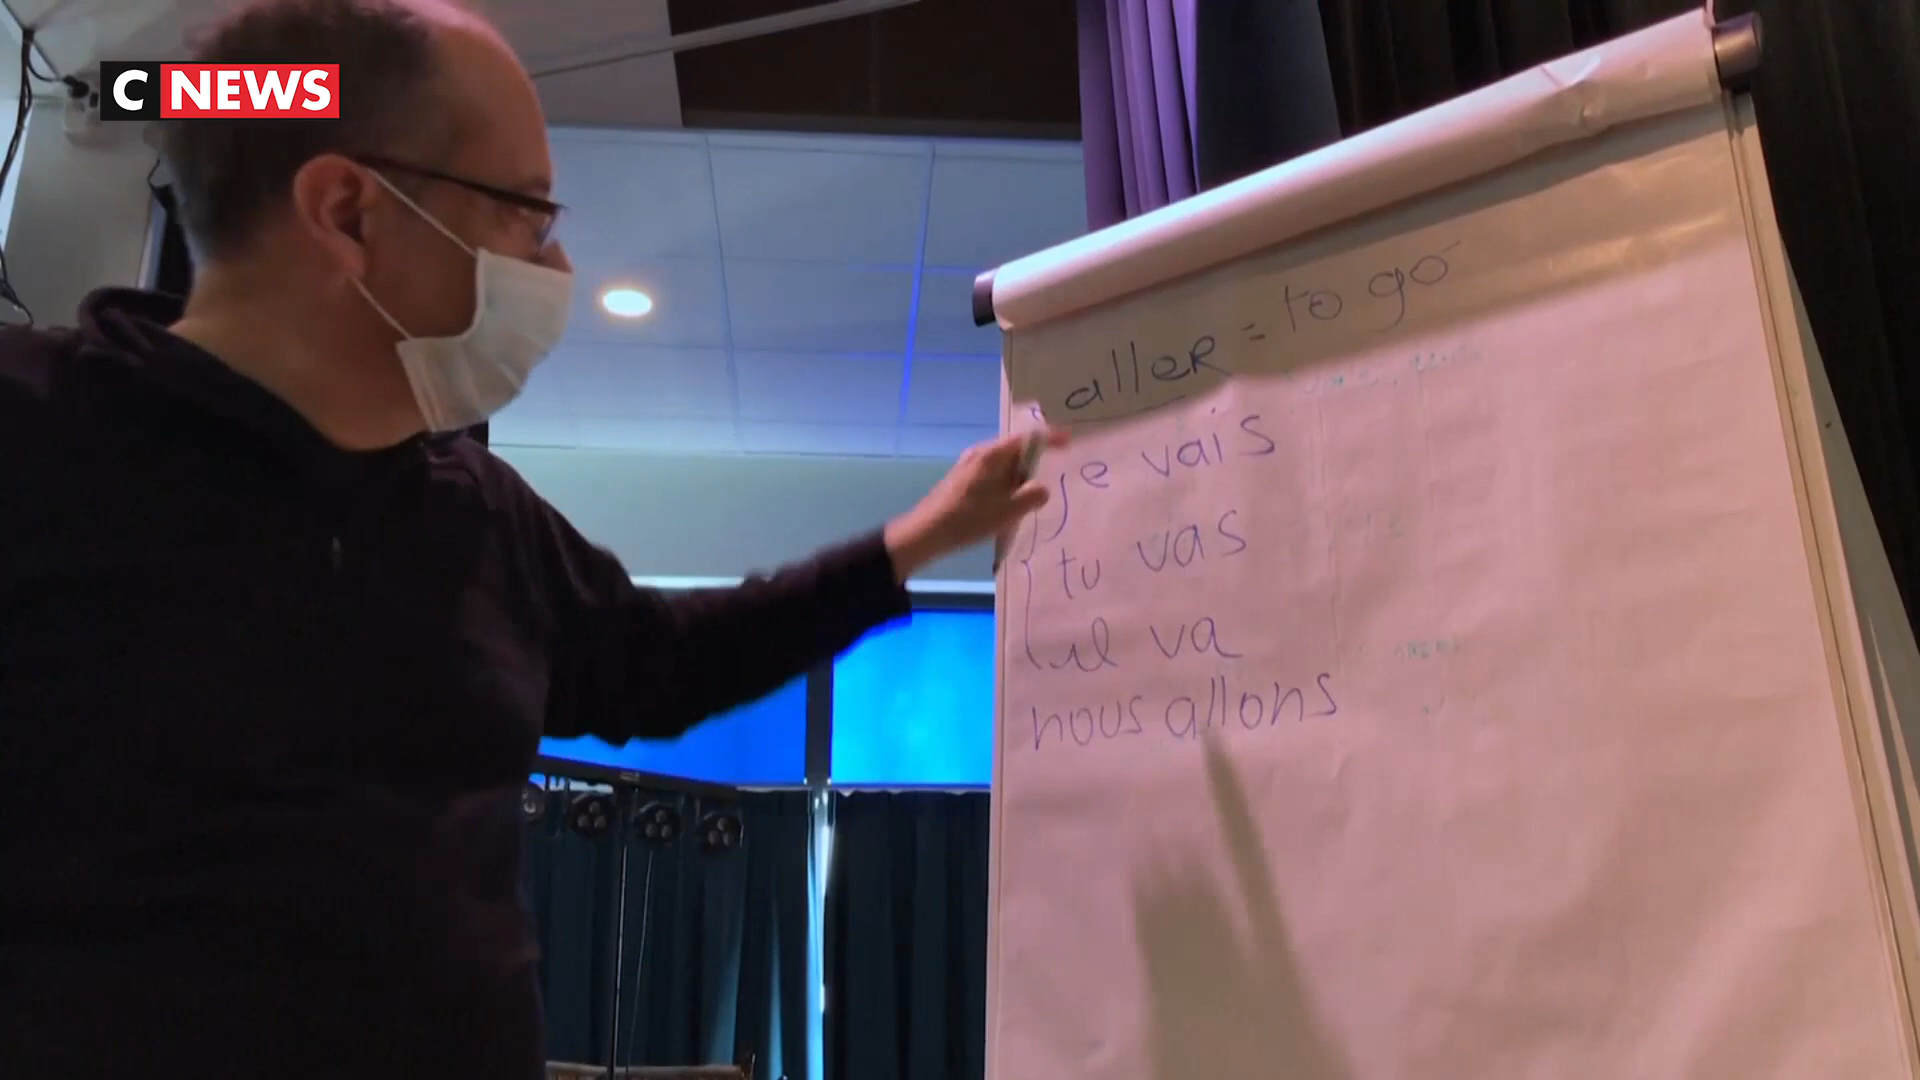 CNEWS
aller = to go
je vais
tu vas
il va
nous allons